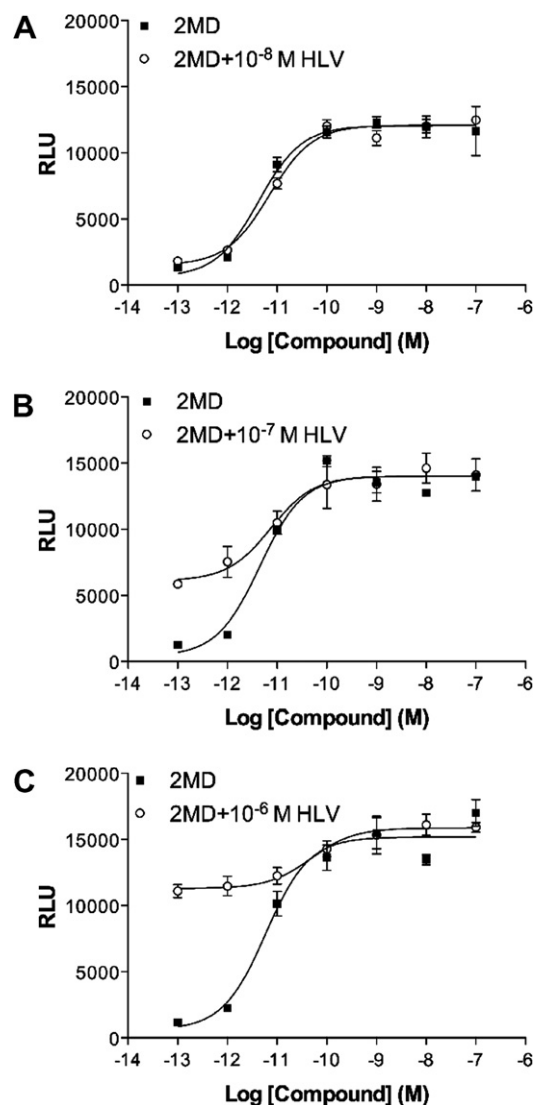 A
2MD
2MD+10⁻⁸ M HLV
20000
15000
10000
5000
0
RLU
-14 -13 -12 -11 -10 -9 -8 -7 -6
Log [Compound] (M)
B
2MD
2MD+10⁻⁷ M HLV
20000
15000
10000
5000
0
RLU
-14 -13 -12 -11 -10 -9 -8 -7 -6
Log [Compound] (M)
C
2MD
2MD+10⁻⁶ M HLV
20000
15000
10000
5000
0
RLU
-14 -13 -12 -11 -10 -9 -8 -7 -6
Log [Compound] (M)